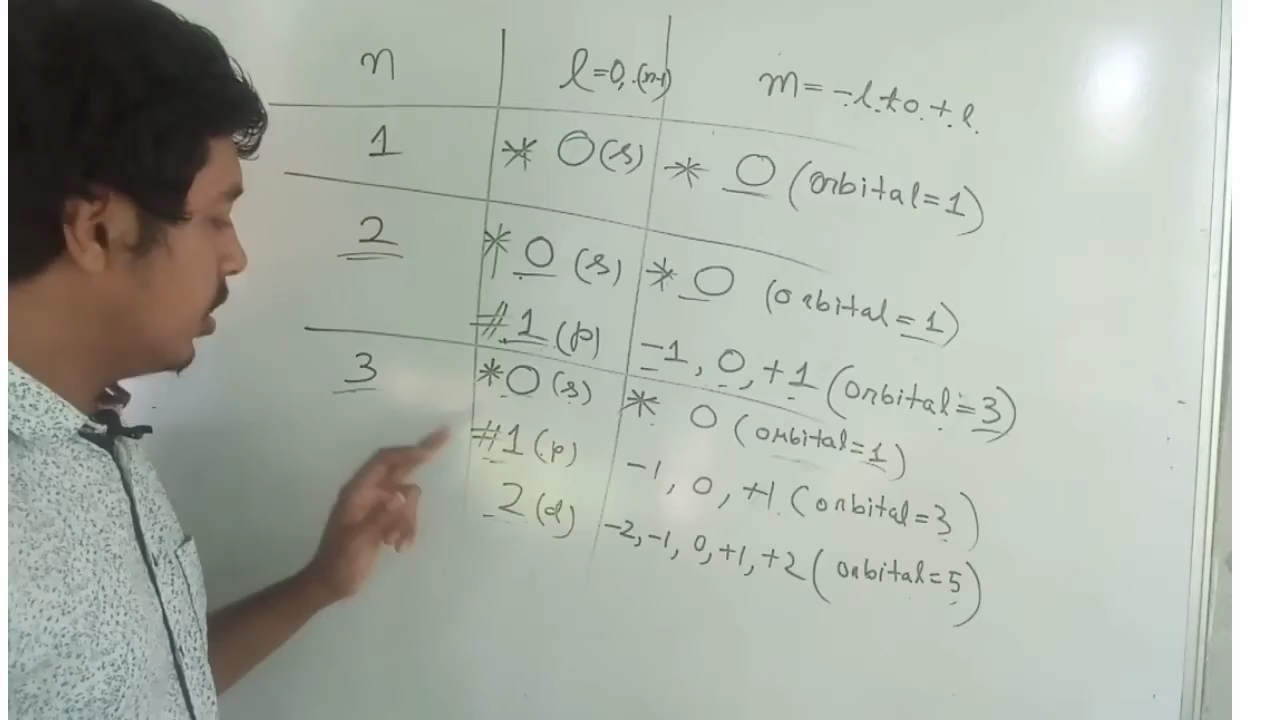 n l=0,..(n-1) m = -l to + l
1 * 0(s) * 0 (orbital=1)
2 * 0 (s) * 0 (orbital=1)
# 1 (p) -1, 0, +1 (orbital=3)
3 * 0 (s) * 0 (orbital=1)
# 1 (p) -1, 0, +1 (orbital=3)
2 (d) -2, -1, 0, +1, +2 (orbital=5)